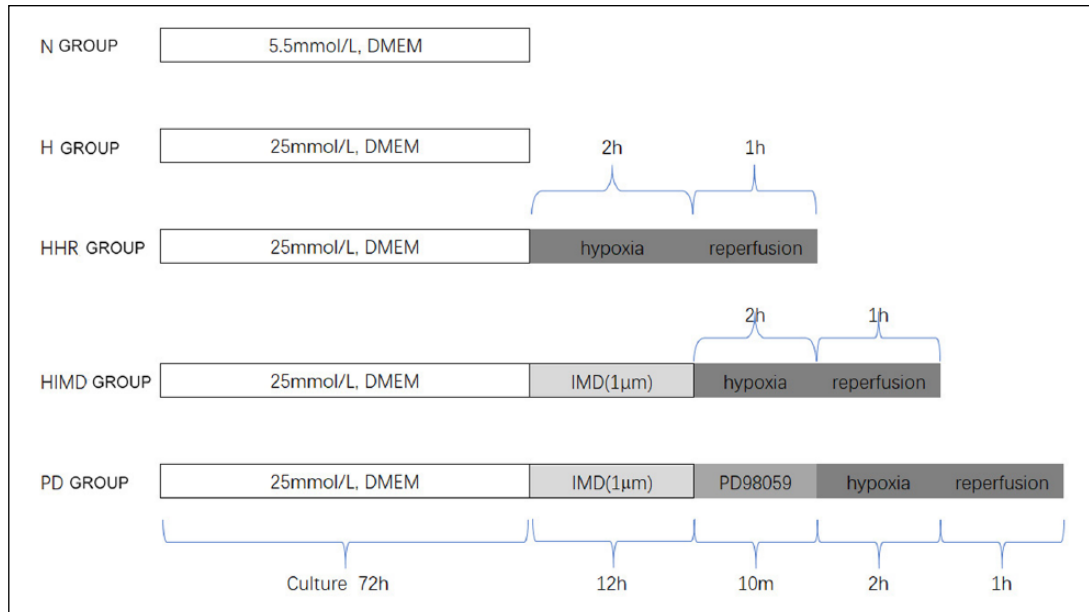 N GROUP 5.5mmol/L, DMEM
H GROUP 25mmol/L, DMEM
2h 1h
HHR GROUP 25mmol/L, DMEM hypoxia reperfusion
2h 1h
HIMD GROUP 25mmol/L, DMEM IMD(1μm) hypoxia reperfusion
PD GROUP 25mmol/L, DMEM IMD(1μm) PD98059 hypoxia reperfusion
Culture 72h 12h 10m 2h 1h